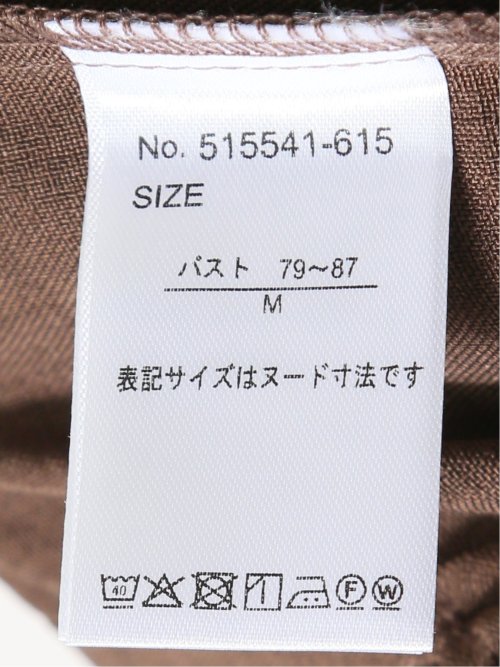 No. 515541-615
SIZE
バスト 79～87
M
表記サイズはヌード寸法です
40 F W